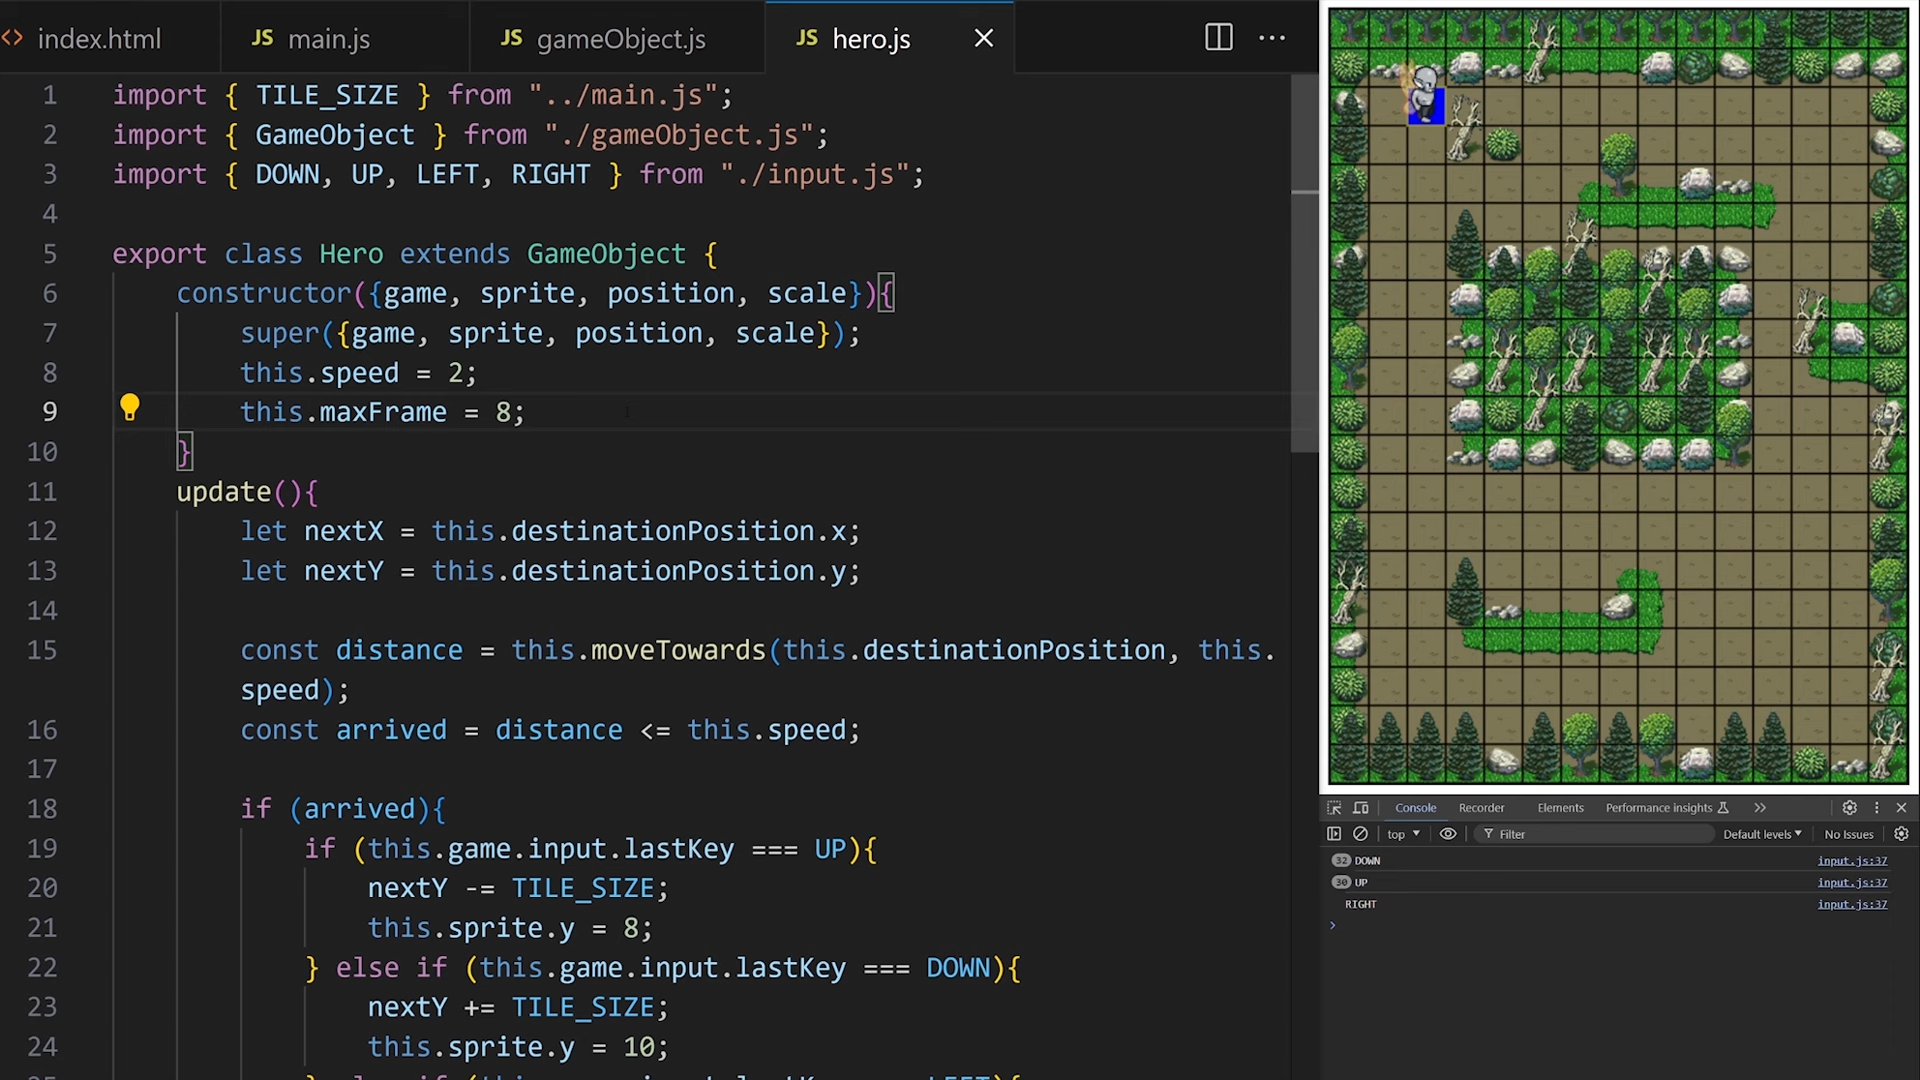 <> index.html
JS main.js
JS gameObject.js
JS hero.js
1 import { TILE_SIZE } from "../main.js";
2 import { GameObject } from "./gameObject.js";
3 import { DOWN, UP, LEFT, RIGHT } from "./input.js";
4
5 export class Hero extends GameObject {
6 constructor({game, sprite, position, scale}){
7 super({game, sprite, position, scale});
8 this.speed = 2;
9 this.maxFrame = 8;
10 }
11 update(){
12 let nextX = this.destinationPosition.x;
13 let nextY = this.destinationPosition.y;
14
15 const distance = this.moveTowards(this.destinationPosition, this.
speed);
16 const arrived = distance <= this.speed;
17
18 if (arrived){
19 if (this.game.input.lastKey === UP){
20 nextY -= TILE_SIZE;
21 this.sprite.y = 8;
22 } else if (this.game.input.lastKey === DOWN){
23 nextY += TILE_SIZE;
24 this.sprite.y = 10;
Console Recorder Elements Performance insights
top Filter Default levels No Issues
32 DOWN input.js:37
30 UP input.js:37
RIGHT input.js:37